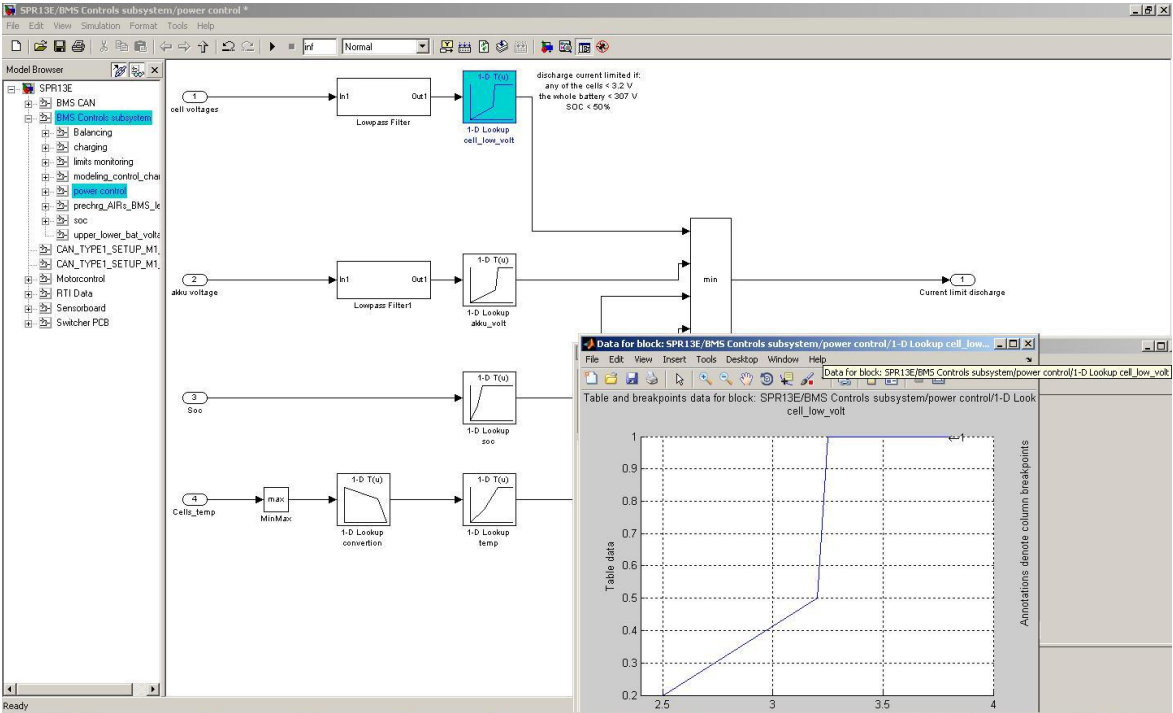 SPR13E/BMS Controls subsystem/power control *
File Edit View Simulation Format Tools Help
inf
Normal
Model Browser
SPR13E
BMS CAN
BMS Controls subsystem
Balancing
charging
limits monitoring
modeling_control_char
power control
prechrg_AIRs_BMS_le
soc
upper_lower_bat_volta
CAN_TYPE1_SETUP_M1_
CAN_TYPE1_SETUP_M1_
Motorcontrol
RTI Data
Sensorboard
Switcher PCB
Ready
1
cell voltages
In1 Out1
Lowpass Filter
1-D T(u)
1-D Lookup
cell_low_volt
discharge current limited if:
any of the cells < 3.2 V
the whole battery < 307 V
SOC < 50%
2
akku voltage
In1 Out1
Lowpass Filter1
1-D T(u)
1-D Lookup
akku_volt
min
1
Current limit discharge
3
Soc
1-D T(u)
1-D Lookup
soc
4
Cells_temp
max
MinMax
1-D T(u)
1-D Lookup
convertion
1-D T(u)
1-D Lookup
temp
Data for block: SPR13E/BMS Controls subsystem/power control/1-D Lookup cell_low...
File Edit View Insert Tools Desktop Window Help
Data for block: SPR13E/BMS Controls subsystem/power control/1-D Lookup cell_low_volt
Table and breakpoints data for block: SPR13E/BMS Controls subsystem/power control/1-D Look
cell_low_volt
1
0.9
0.8
0.7
0.6
0.5
0.4
0.3
0.2
2.5 3 3.5 4
Table data
Annotations denote column breakpoints
1